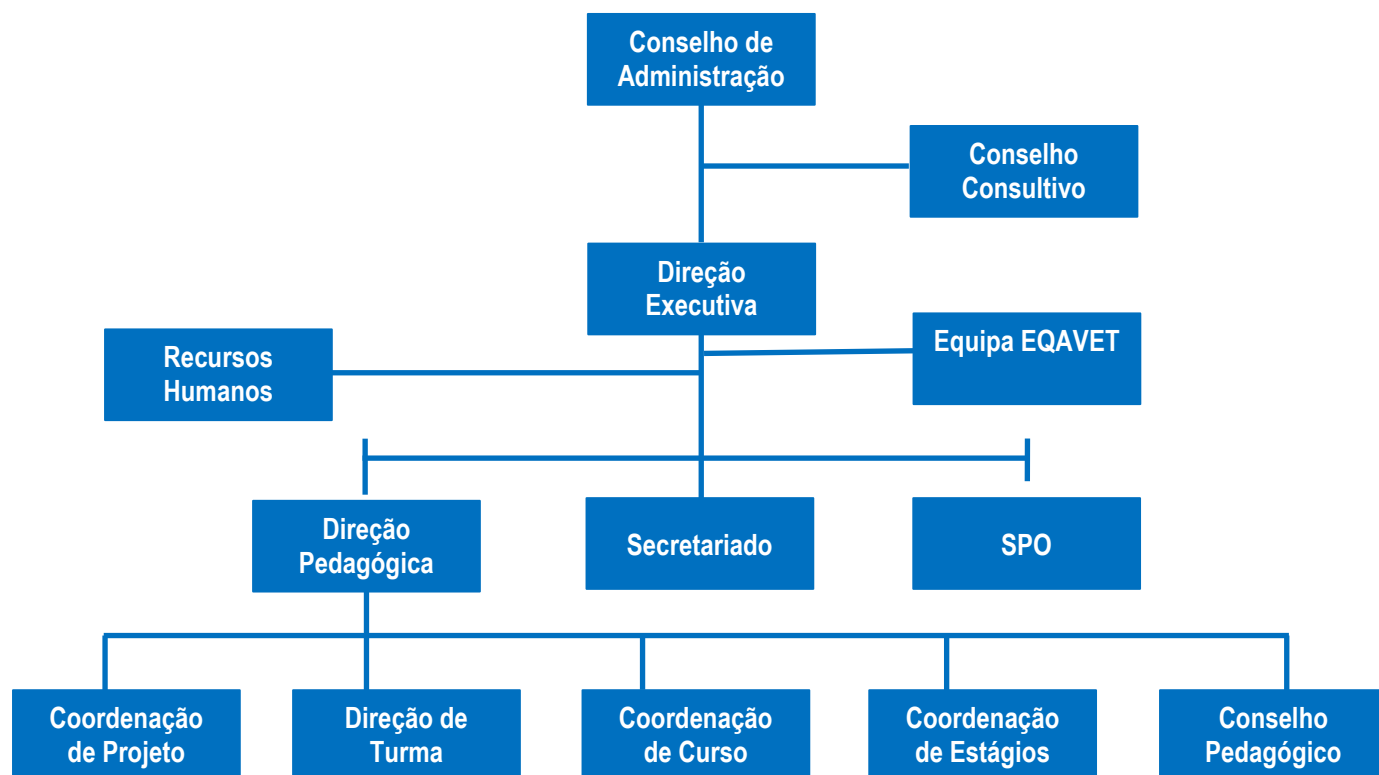 Conselho de
Administração
Conselho
Consultivo
Direção
Executiva
Equipa EQAVET
Recursos
Humanos
Direção
Pedagógica
Secretariado
SPO
Coordenação
de Projeto
Direção de
Turma
Coordenação
de Curso
Coordenação
de Estágios
Conselho
Pedagógico